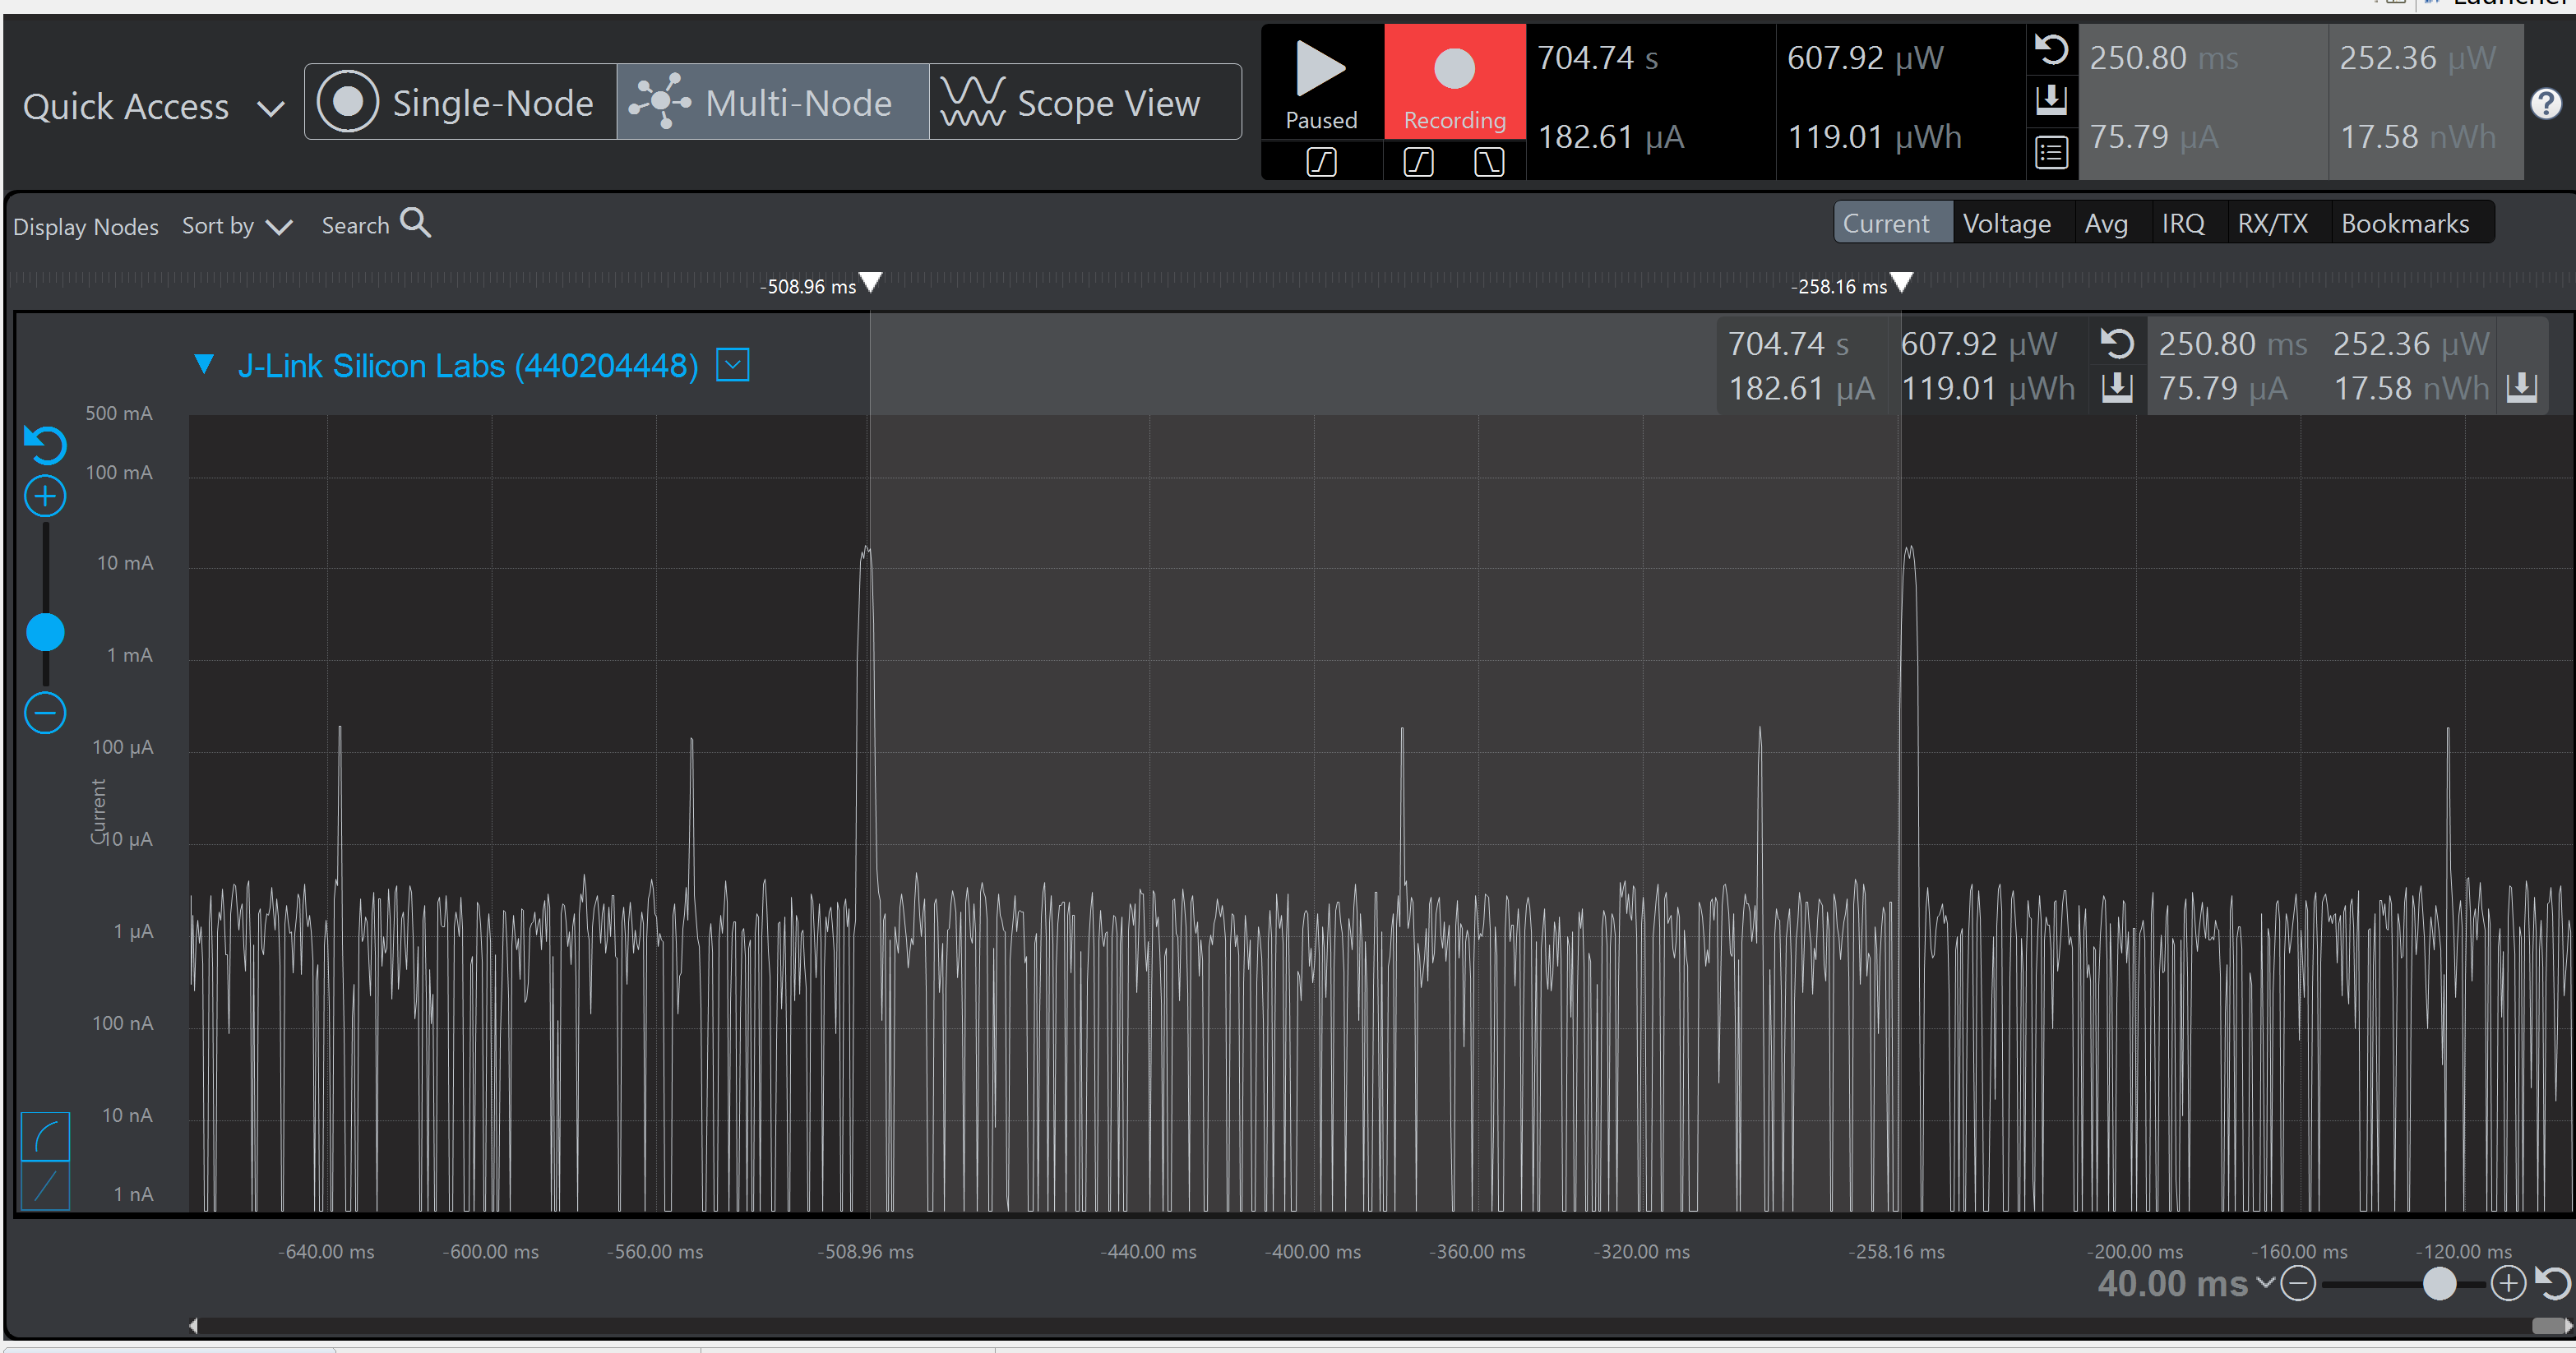 Quick Access
Single-Node
Multi-Node
Scope View
Paused
Recording
704.74 s
607.92 µW
182.61 µA
119.01 µWh
250.80 ms
252.36 µW
75.79 µA
17.58 nWh
?
Display Nodes
Sort by
Search
Current
Voltage
Avg
IRQ
RX/TX
Bookmarks
-508.96 ms
-258.16 ms
J-Link Silicon Labs (440204448)
704.74 s
607.92 µW
250.80 ms
252.36 µW
182.61 µA
119.01 µWh
75.79 µA
17.58 nWh
500 mA
100 mA
10 mA
1 mA
100 µA
Current
10 µA
1 µA
100 nA
10 nA
1 nA
-640.00 ms
-600.00 ms
-560.00 ms
-508.96 ms
-440.00 ms
-400.00 ms
-360.00 ms
-320.00 ms
-258.16 ms
-200.00 ms
-160.00 ms
-120.00 ms
40.00 ms